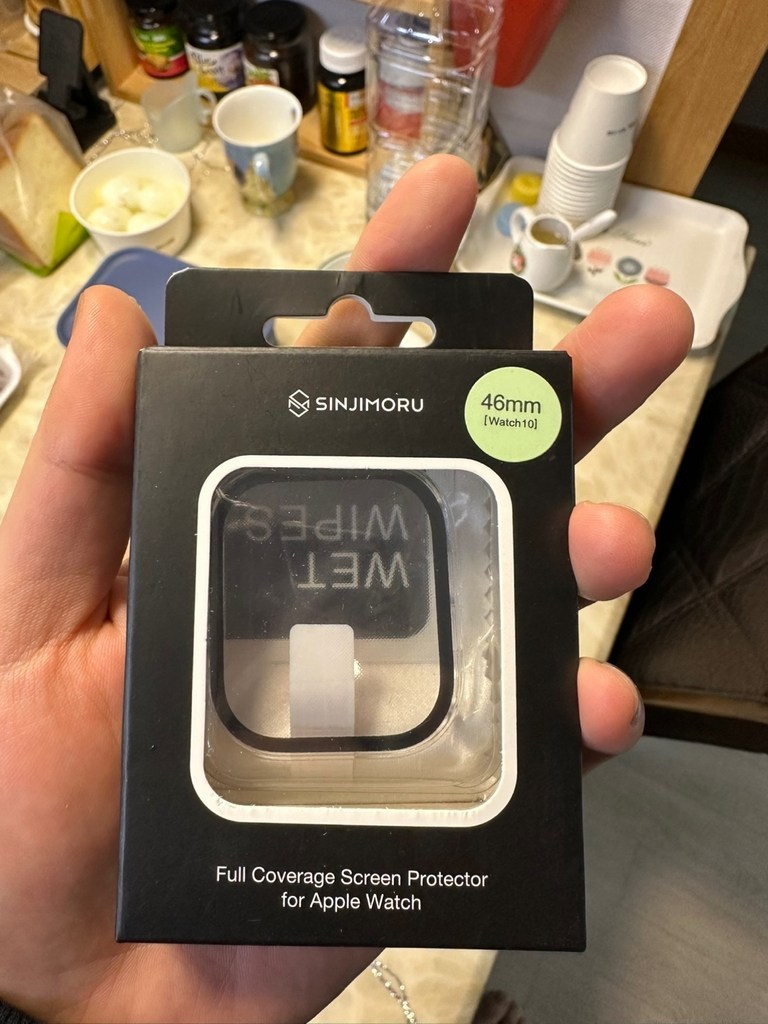 SINJIMORU
46mm
[Watch10]
WET
WIPES
Full Coverage Screen Protector
for Apple Watch